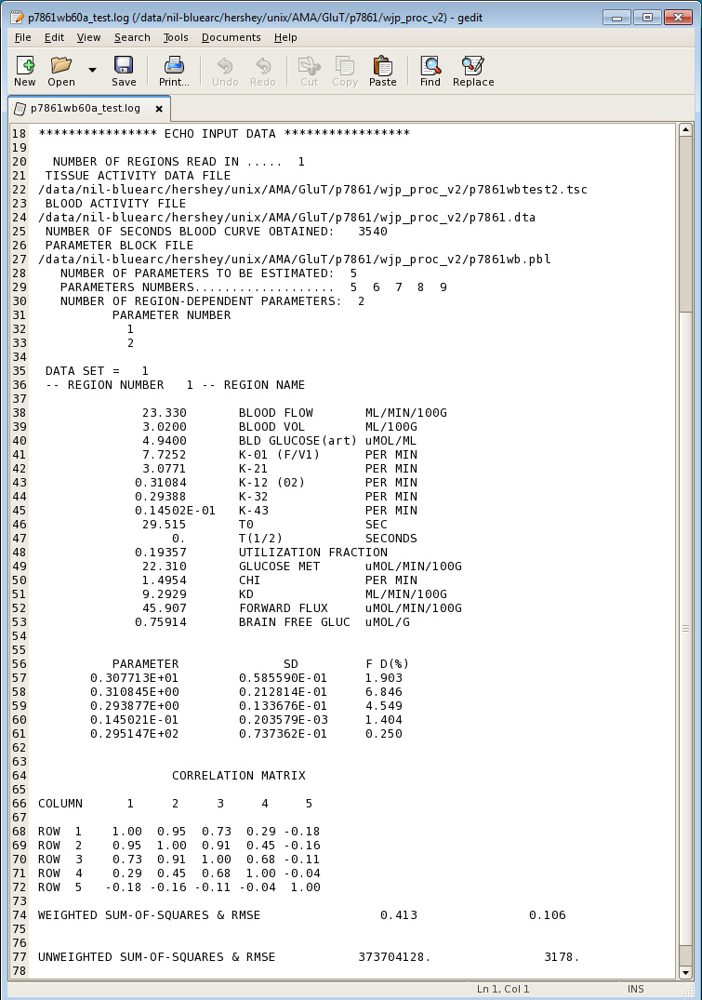 p7861wb60a_test.log (/data/nil-bluearc/hershey/unix/AMA/GluT/p7861/wjp_proc_v2) - gedit
File Edit View Search Tools Documents Help
New Open Save Print... Undo Redo Cut Copy Paste Find Replace
p7861wb60a_test.log
18 **************** ECHO INPUT DATA *****************
19
20 NUMBER OF REGIONS READ IN ..... 1
21 TISSUE ACTIVITY DATA FILE
22 /data/nil-bluearc/hershey/unix/AMA/GluT/p7861/wjp_proc_v2/p7861wbtest2.tsc
23 BLOOD ACTIVITY FILE
24 /data/nil-bluearc/hershey/unix/AMA/GluT/p7861/wjp_proc_v2/p7861.dta
25 NUMBER OF SECONDS BLOOD CURVE OBTAINED: 3540
26 PARAMETER BLOCK FILE
27 /data/nil-bluearc/hershey/unix/AMA/GluT/p7861/wjp_proc_v2/p7861wb.pbl
28 NUMBER OF PARAMETERS TO BE ESTIMATED: 5
29 PARAMETERS NUMBERS................... 5 6 7 8 9
30 NUMBER OF REGION-DEPENDENT PARAMETERS: 2
31 PARAMETER NUMBER
32 1
33 2
34
35 DATA SET = 1
36 -- REGION NUMBER 1 -- REGION NAME
37
38 23.330 BLOOD FLOW ML/MIN/100G
39 3.0200 BLOOD VOL ML/100G
40 4.9400 BLD GLUCOSE(art) uMOL/ML
41 7.7252 K-01 (F/V1) PER MIN
42 3.0771 K-21 PER MIN
43 0.31084 K-12 (02) PER MIN
44 0.29388 K-32 PER MIN
45 0.14502E-01 K-43 PER MIN
46 29.515 T0 SEC
47 0. T(1/2) SECONDS
48 0.19357 UTILIZATION FRACTION
49 22.310 GLUCOSE MET uMOL/MIN/100G
50 1.4954 CHI PER MIN
51 9.2929 KD ML/MIN/100G
52 45.907 FORWARD FLUX uMOL/MIN/100G
53 0.75914 BRAIN FREE GLUC uMOL/G
54
55
56 PARAMETER SD F D(%)
57 0.307713E+01 0.585590E-01 1.903
58 0.310845E+00 0.212814E-01 6.846
59 0.293877E+00 0.133676E-01 4.549
60 0.145021E-01 0.203579E-03 1.404
61 0.295147E+02 0.737362E-01 0.250
62
63
64 CORRELATION MATRIX
65
66 COLUMN 1 2 3 4 5
67
68 ROW 1 1.00 0.95 0.73 0.29 -0.18
69 ROW 2 0.95 1.00 0.91 0.45 -0.16
70 ROW 3 0.73 0.91 1.00 0.68 -0.11
71 ROW 4 0.29 0.45 0.68 1.00 -0.04
72 ROW 5 -0.18 -0.16 -0.11 -0.04 1.00
73
74 WEIGHTED SUM-OF-SQUARES & RMSE 0.413 0.106
75
76
77 UNWEIGHTED SUM-OF-SQUARES & RMSE 373704128. 3178.
78
Ln 1, Col 1 INS